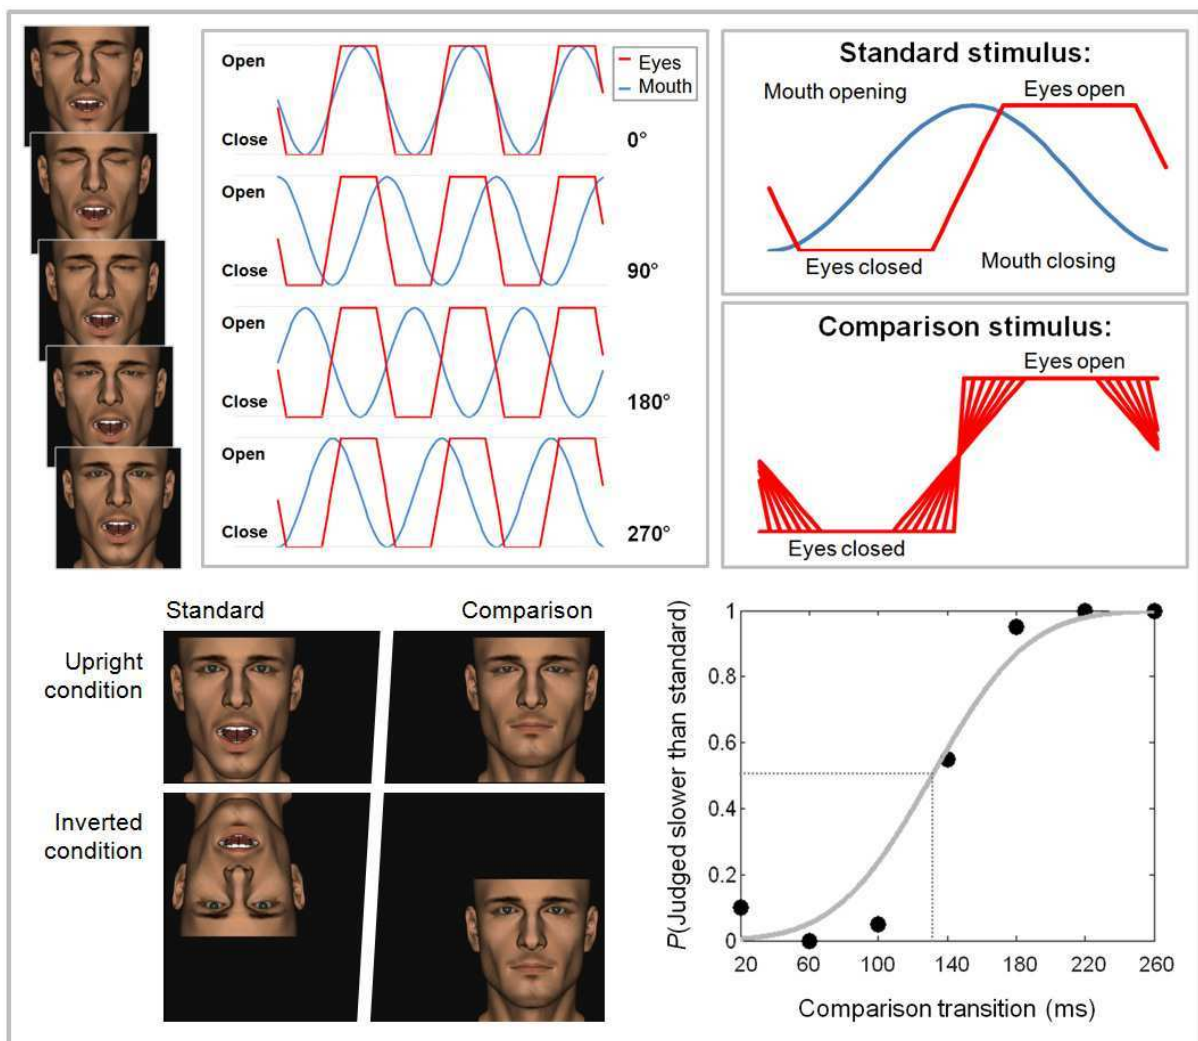 Open
Close
0°
Eyes
Mouth
Open
Close
90°
Open
Close
180°
Open
Close
270°
Standard stimulus:
Mouth opening
Eyes open
Eyes closed
Mouth closing
Comparison stimulus:
Eyes open
Eyes closed
Standard
Comparison
Upright
condition
Inverted
condition
P(Judged slower than standard)
1
0.8
0.6
0.4
0.2
0
20
60
100
140
180
220
260
Comparison transition (ms)